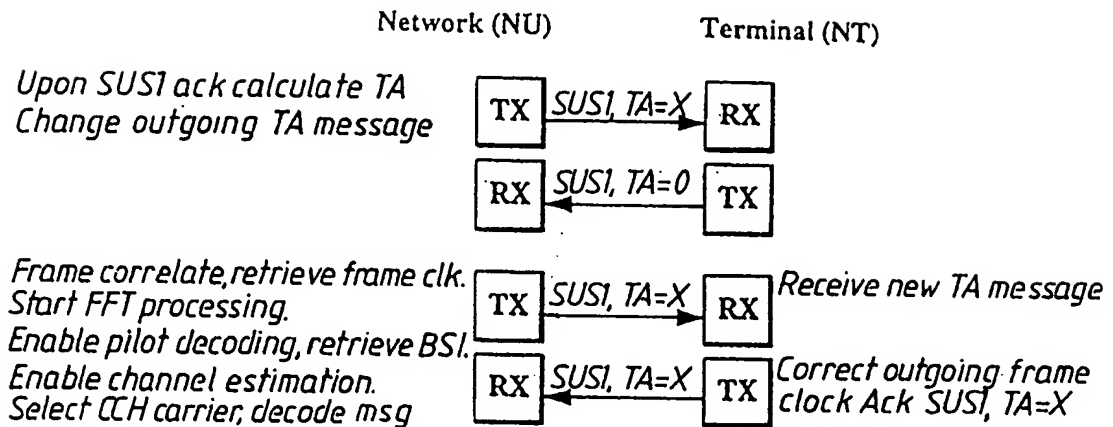 Network (NU) Terminal (NT)
Upon SUS1 ack calculate TA
Change outgoing TA message
TX SUS1, TA=X RX
RX SUS1, TA=0 TX
Frame correlate, retrieve frame clk.
Start FFT processing.
Enable pilot decoding, retrieve BSI.
TX SUS1, TA=X RX
Receive new TA message
Enable channel estimation.
Select CCH carrier, decode msg
RX SUS1, TA=X TX
Correct outgoing frame
clock Ack SUS1, TA=X